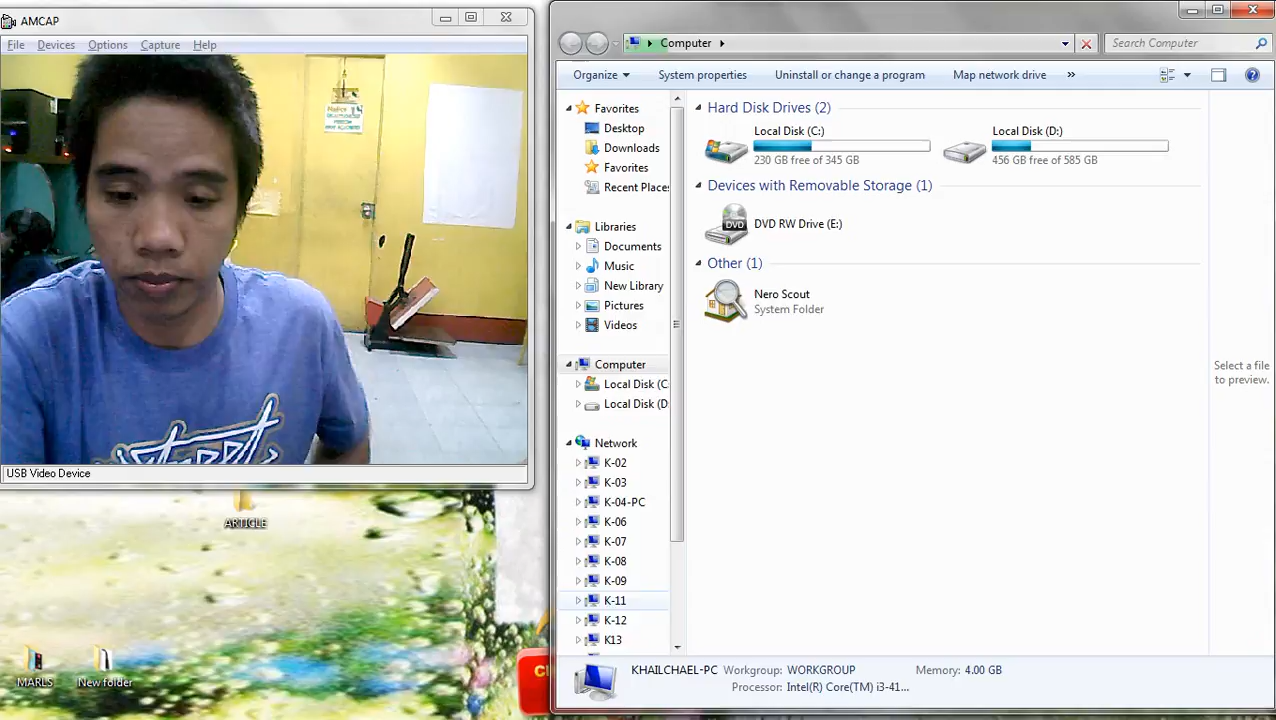 AMCAP
File Devices Options Capture Help
NOTICE
USB Video Device
ARTICLE
MARLS
New folder
Computer
Search Computer
Organize System properties Uninstall or change a program Map network drive »
Favorites
Desktop
Downloads
Favorites
Recent Places
Libraries
Documents
Music
New Library
Pictures
Videos
Computer
Local Disk (C:
Local Disk (D:
Network
K-02
K-03
K-04-PC
K-06
K-07
K-08
K-09
K-11
K-12
K13
Hard Disk Drives (2)
Local Disk (C:)
230 GB free of 345 GB
Local Disk (D:)
456 GB free of 585 GB
Devices with Removable Storage (1)
DVD
DVD RW Drive (E:)
Other (1)
Nero Scout
System Folder
Select a file
to preview.
KHAILCHAEL-PC Workgroup: WORKGROUP Memory: 4.00 GB
Processor: Intel(R) Core(TM) i3-41...